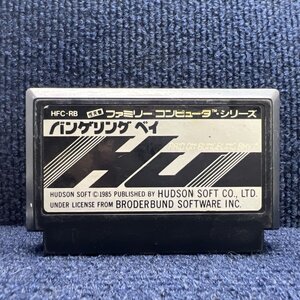 HFC-RB ファミリー コンピュータ™・シリーズ
バンゲリング ベイ
HUDSON SOFT © 1985 PUBLISHED BY HUDSON SOFT CO., LTD.
UNDER LICENSE FROM BRODERBUND SOFTWARE INC.